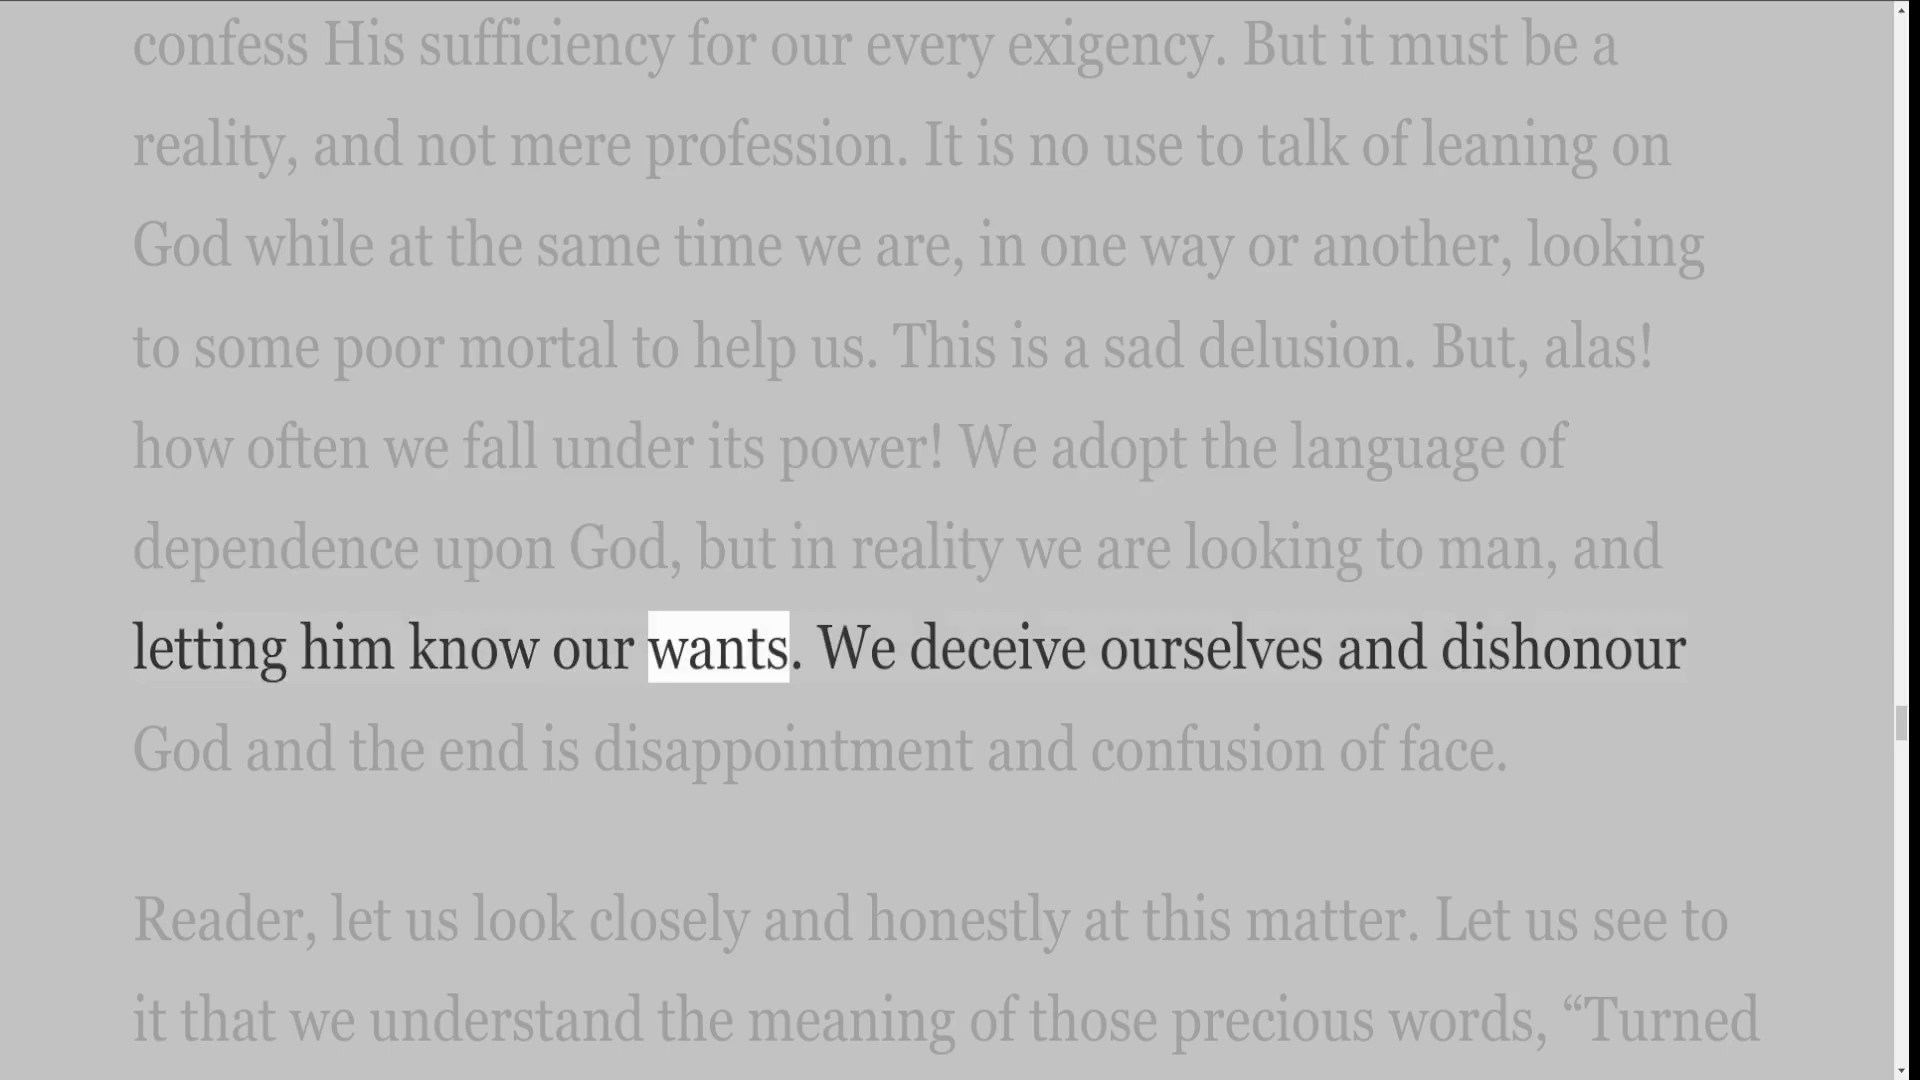 confess His sufficiency for our every exigency. But it must be a
reality, and not mere profession. It is no use to talk of leaning on
God while at the same time we are, in one way or another, looking
to some poor mortal to help us. This is a sad delusion. But, alas!
how often we fall under its power! We adopt the language of
dependence upon God, but in reality we are looking to man, and
letting him know our wants. We deceive ourselves and dishonour
God and the end is disappointment and confusion of face.
Reader, let us look closely and honestly at this matter. Let us see to
it that we understand the meaning of those precious words, “Turned